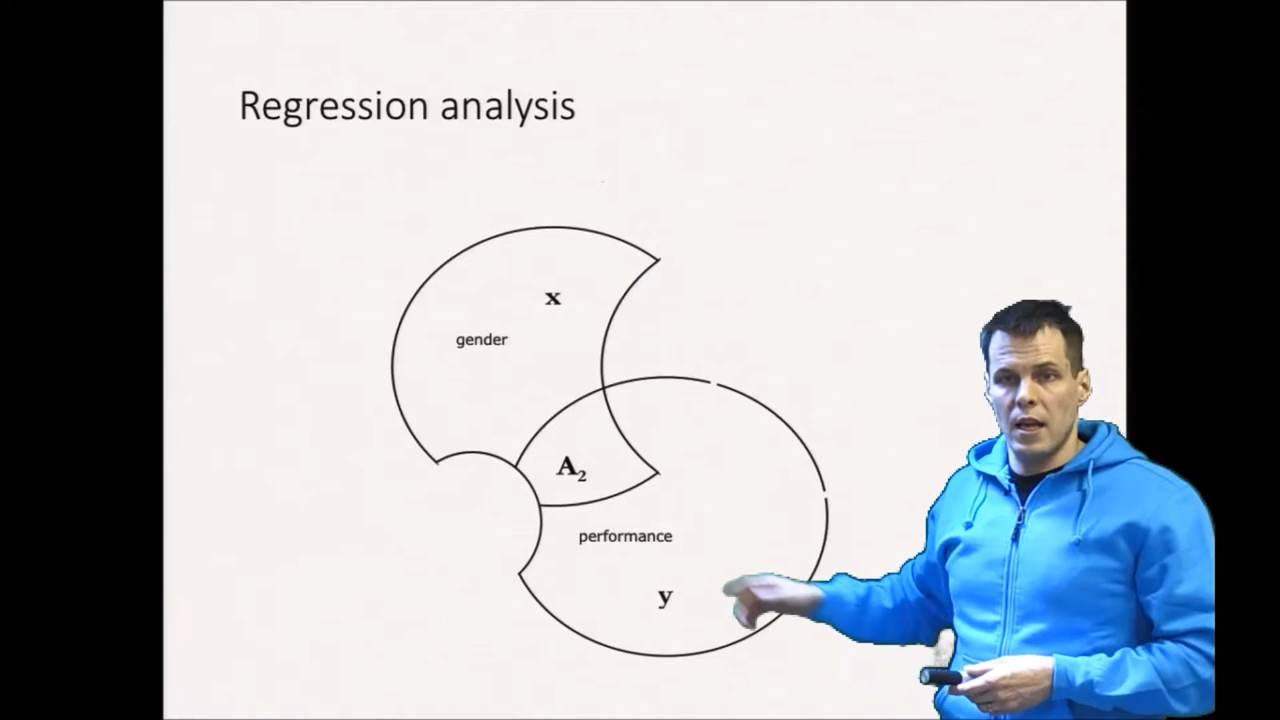 Regression analysis
x
gender
A₂
performance
y